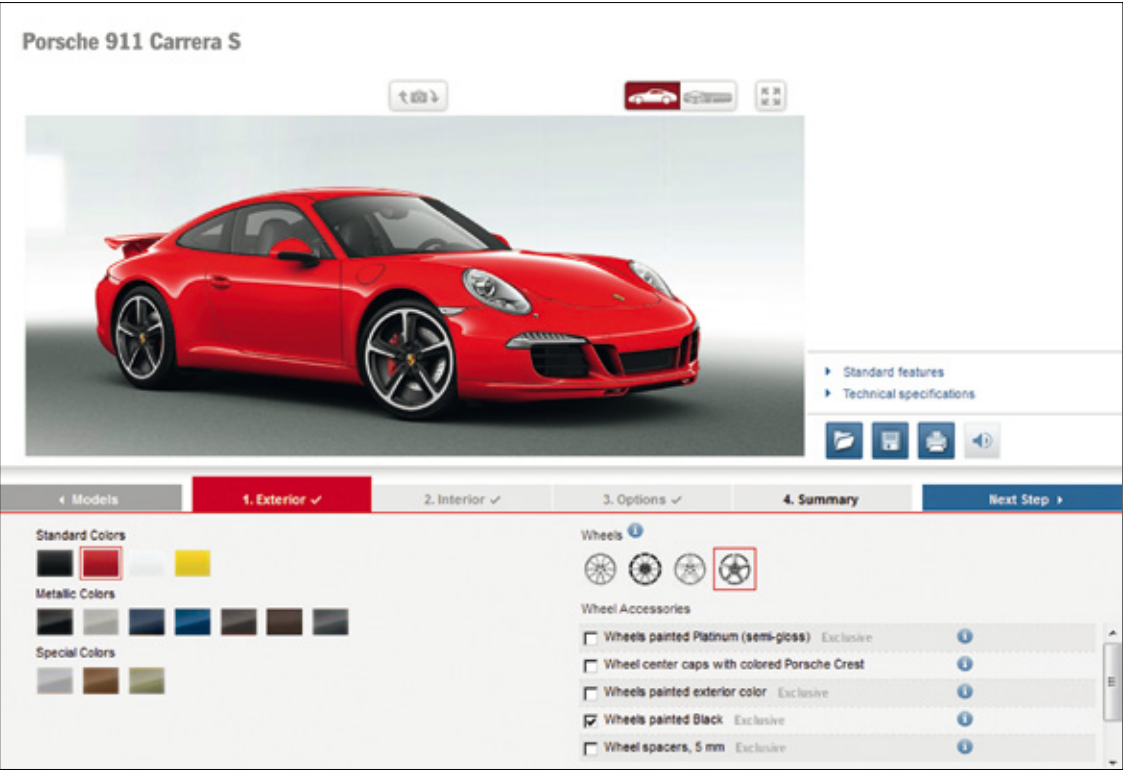 Porsche 911 Carrera S
Standard features
Technical specifications
Models
1. Exterior ✓
2. Interior ✓
3. Options ✓
4. Summary
Next Step
Standard Colors
Metallic Colors
Special Colors
Wheels
Wheel Accessories
Wheels painted Platinum (semi-gloss) Exclusive
Wheel center caps with colored Porsche Crest
Wheels painted exterior color Exclusive
Wheels painted Black Exclusive
Wheel spacers, 5 mm Exclusive